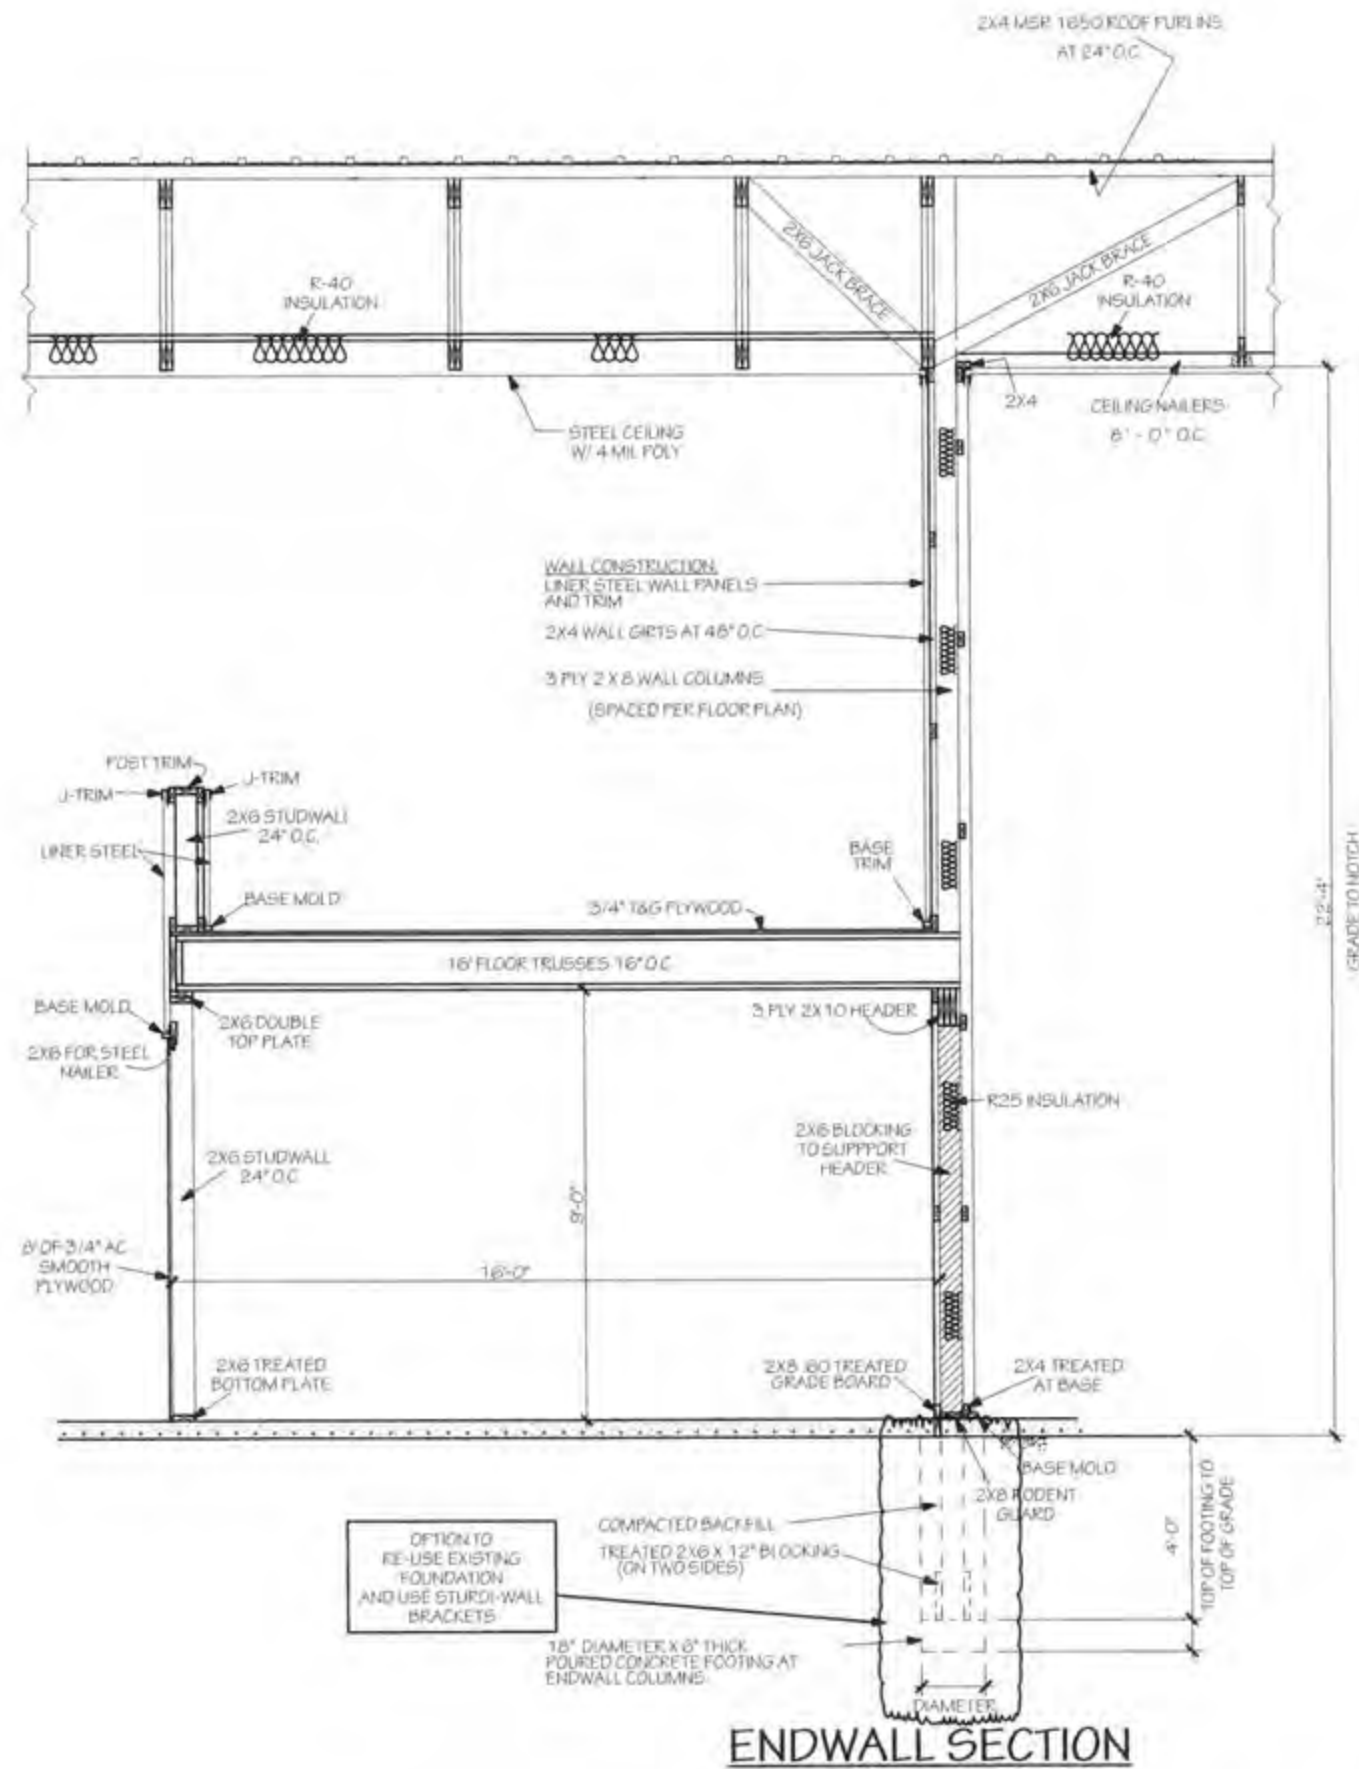 2X4 MSR 1650 ROOF PURLINS
AT 24" O.C.
2X6 JACK BRACE
2X6 JACK BRACE
R-40
INSULATION
R-40
INSULATION
2X4
CEILING NAILERS
8' - 0" O.C.
STEEL CEILING
W/ 4 MIL POLY
WALL CONSTRUCTION:
LINER STEEL WALL PANELS
AND TRIM
2X4 WALL GIRTS AT 48" O.C.
3 PLY 2 X 8 WALL COLUMNS
(SPACED PER FLOOR PLAN)
POST TRIM
J-TRIM
J-TRIM
2X6 STUDWALL
24" O.C.
LINER STEEL
BASE MOLD
BASE
TRIM
3/4" T&G PLYWOOD
22'-4"
GRADE TO NOTCH
16' FLOOR TRUSSES 16" O.C.
BASE MOLD
2X6 DOUBLE
TOP PLATE
3 PLY 2X10 HEADER
2X6 FOR STEEL
NAILER
R25 INSULATION
2X6 BLOCKING
TO SUPPPORT
HEADER
2X6 STUDWALL
24" O.C.
9'-0"
8' OF 3/4" AC
SMOOTH
PLYWOOD
16'-0"
2X6 TREATED
BOTTOM PLATE
2X8 .60 TREATED
GRADE BOARD
2X4 TREATED
AT BASE
BASE MOLD
2X8 RODENT
GUARD
COMPACTED BACKFILL
TREATED 2X6 X 12" BLOCKING
(ON TWO SIDES)
4'-0"
TOP OF FOOTING TO
TOP OF GRADE
OPTION TO
RE-USE EXISTING
FOUNDATION
AND USE STURDI-WALL
BRACKETS
18" DIAMETER X 6" THICK
POURED CONCRETE FOOTING AT
ENDWALL COLUMNS
DIAMETER
ENDWALL SECTION